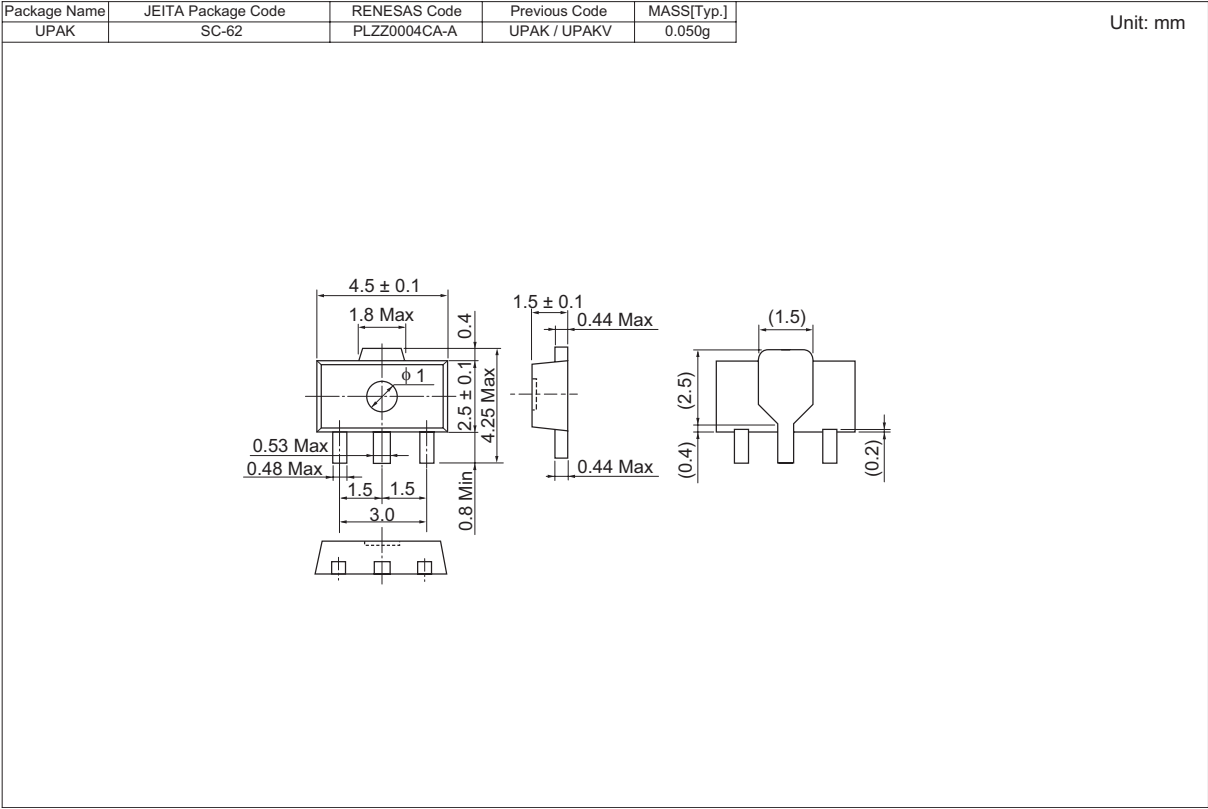 Package Name JEITA Package Code RENESAS Code Previous Code MASS[Typ.]
UPAK SC-62 PLZZ0004CA-A UPAK / UPAKV 0.050g
Unit: mm
4.5 ± 0.1
1.8 Max
0.4
ϕ 1
2.5 ± 0.1
4.25 Max
0.53 Max
0.48 Max
1.5 1.5
3.0
0.8 Min
1.5 ± 0.1
0.44 Max
0.44 Max
(1.5)
(2.5)
(0.4)
(0.2)